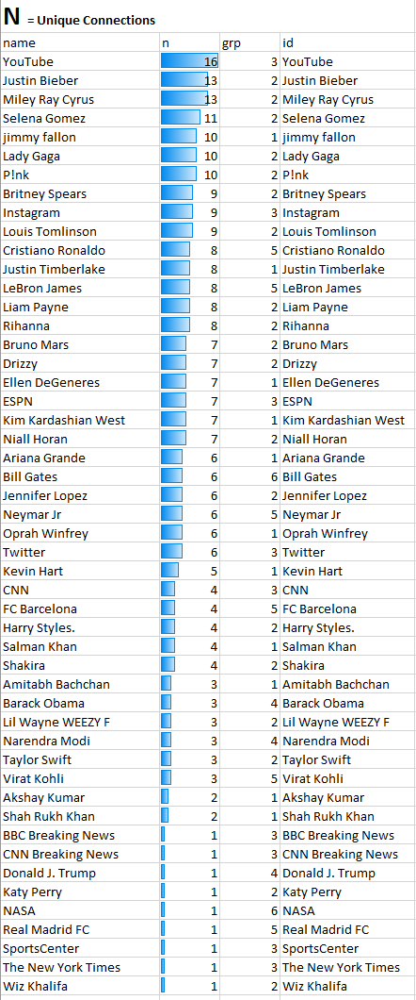 N = Unique Connections
name n grp id
YouTube 16 3 YouTube
Justin Bieber 13 2 Justin Bieber
Miley Ray Cyrus 13 2 Miley Ray Cyrus
Selena Gomez 11 2 Selena Gomez
jimmy fallon 10 1 jimmy fallon
Lady Gaga 10 2 Lady Gaga
P!nk 10 2 P!nk
Britney Spears 9 2 Britney Spears
Instagram 9 3 Instagram
Louis Tomlinson 9 2 Louis Tomlinson
Cristiano Ronaldo 8 5 Cristiano Ronaldo
Justin Timberlake 8 1 Justin Timberlake
LeBron James 8 5 LeBron James
Liam Payne 8 2 Liam Payne
Rihanna 8 2 Rihanna
Bruno Mars 7 2 Bruno Mars
Drizzy 7 2 Drizzy
Ellen DeGeneres 7 1 Ellen DeGeneres
ESPN 7 3 ESPN
Kim Kardashian West 7 1 Kim Kardashian West
Niall Horan 7 2 Niall Horan
Ariana Grande 6 1 Ariana Grande
Bill Gates 6 6 Bill Gates
Jennifer Lopez 6 2 Jennifer Lopez
Neymar Jr 6 5 Neymar Jr
Oprah Winfrey 6 1 Oprah Winfrey
Twitter 6 3 Twitter
Kevin Hart 5 1 Kevin Hart
CNN 4 3 CNN
FC Barcelona 4 5 FC Barcelona
Harry Styles. 4 2 Harry Styles.
Salman Khan 4 1 Salman Khan
Shakira 4 2 Shakira
Amitabh Bachchan 3 1 Amitabh Bachchan
Barack Obama 3 4 Barack Obama
Lil Wayne WEEZY F 3 2 Lil Wayne WEEZY F
Narendra Modi 3 4 Narendra Modi
Taylor Swift 3 2 Taylor Swift
Virat Kohli 3 5 Virat Kohli
Akshay Kumar 2 1 Akshay Kumar
Shah Rukh Khan 2 1 Shah Rukh Khan
BBC Breaking News 1 3 BBC Breaking News
CNN Breaking News 1 3 CNN Breaking News
Donald J. Trump 1 4 Donald J. Trump
Katy Perry 1 2 Katy Perry
NASA 1 6 NASA
Real Madrid FC 1 5 Real Madrid FC
SportsCenter 1 3 SportsCenter
The New York Times 1 3 The New York Times
Wiz Khalifa 1 2 Wiz Khalifa